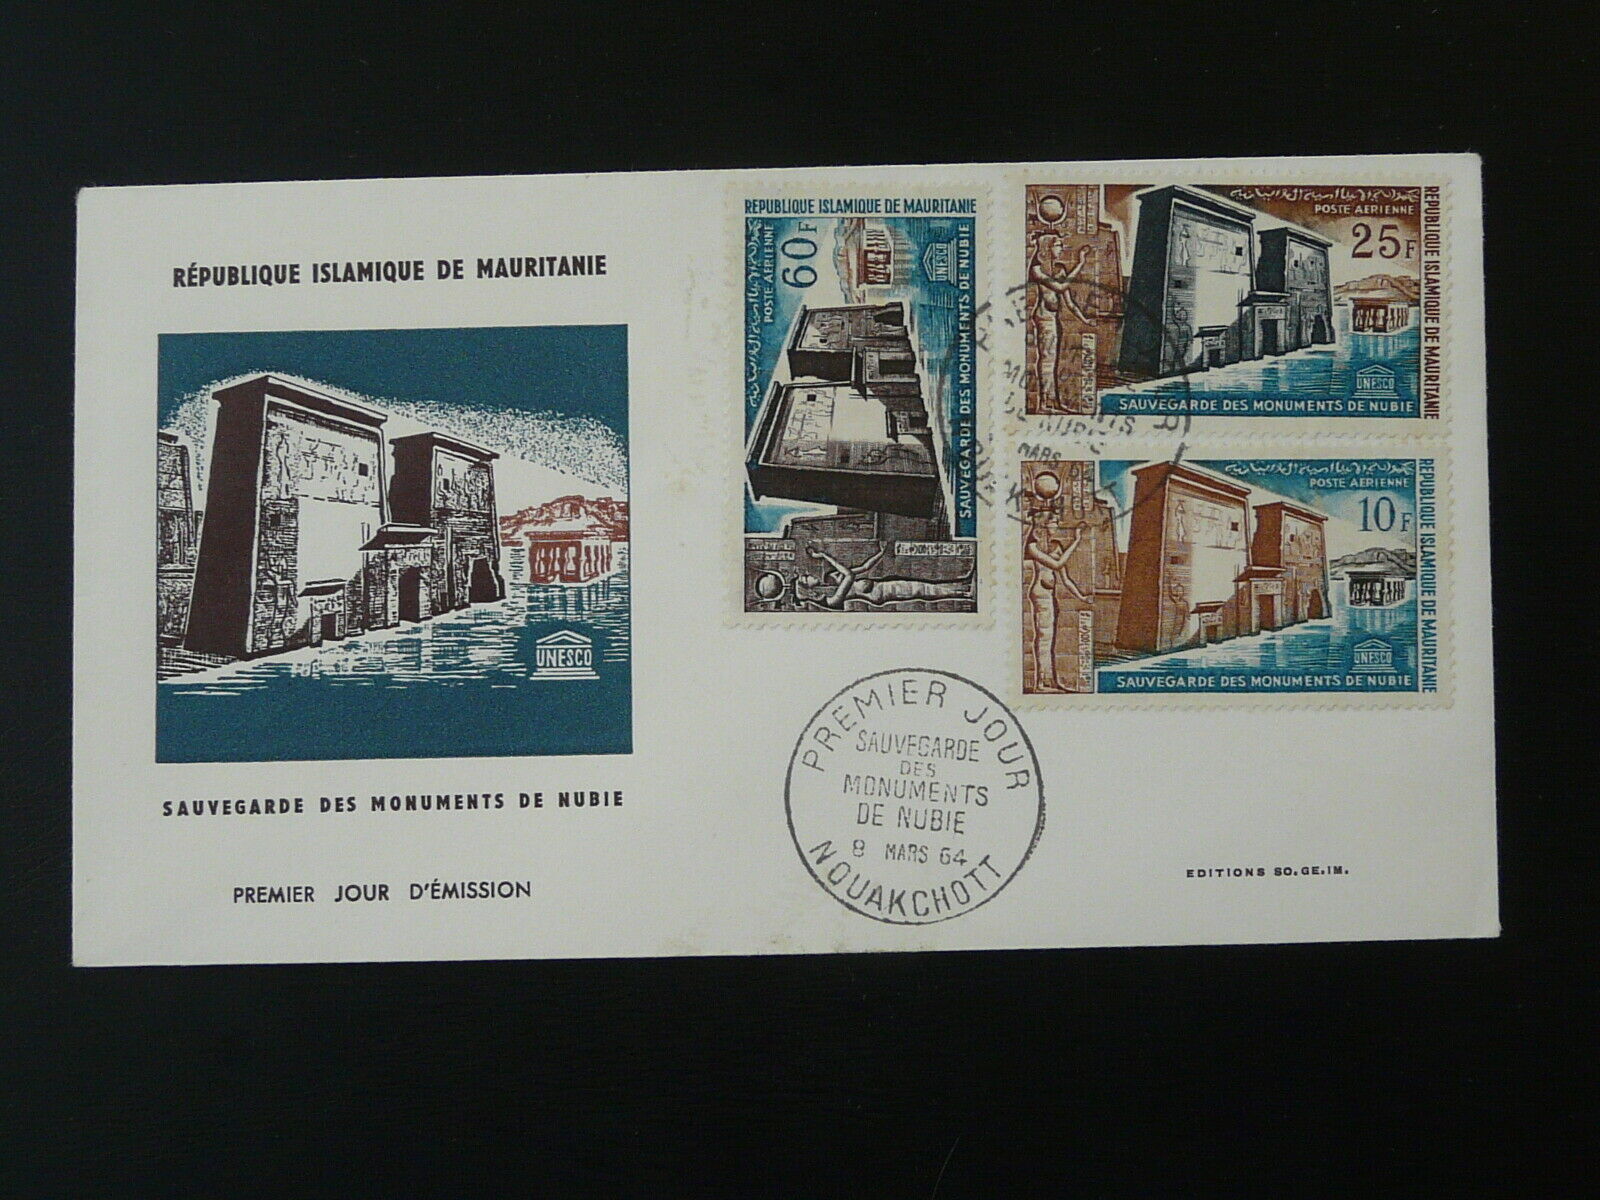 RÉPUBLIQUE ISLAMIQUE DE MAURITANIE
UNESCO
SAUVEGARDE DES MONUMENTS DE NUBIE
PREMIER JOUR D'ÉMISSION
REPUBLIQUE ISLAMIQUE DE MAURITANIE
60F
POSTE AÉRIENNE
UNESCO
SAUVEGARDE DES MONUMENTS DE NUBIE
POSTE AÉRIENNE
25F
REPUBLIQUE ISLAMIQUE DE MAURITANIE
UNESCO
SAUVEGARDE DES MONUMENTS DE NUBIE
POSTE AÉRIENNE
10F
REPUBLIQUE ISLAMIQUE DE MAURITANIE
UNESCO
SAUVEGARDE DES MONUMENTS DE NUBIE
PREMIER JOUR
SAUVEGARDE
DES
MONUMENTS
DE NUBIE
8 MARS 64
NOUAKCHOTT
EDITIONS SO.GE.IM.